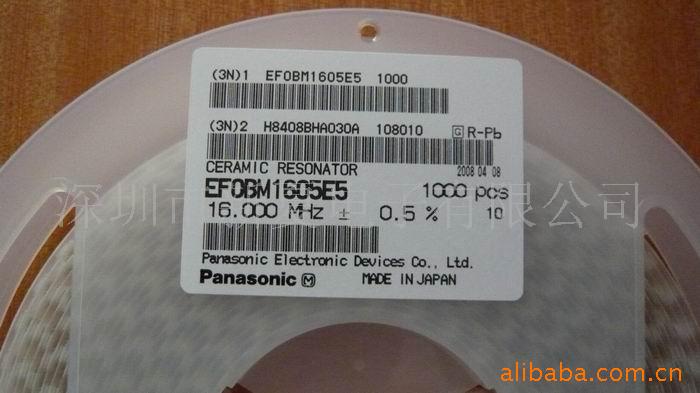 (3N)1 EFOBM1605E5 1000
(3N)2 H8408BHA030A 108010 G R-Pb
CERAMIC RESONATOR 2008 04 08
EFOBM1605E5 1000 pcs
16.000 MHz ± 0.5 % 10
深圳市 电子有限公司
Panasonic Electronic Devices Co., Ltd.
Panasonic M MADE IN JAPAN
alibaba.com.cn